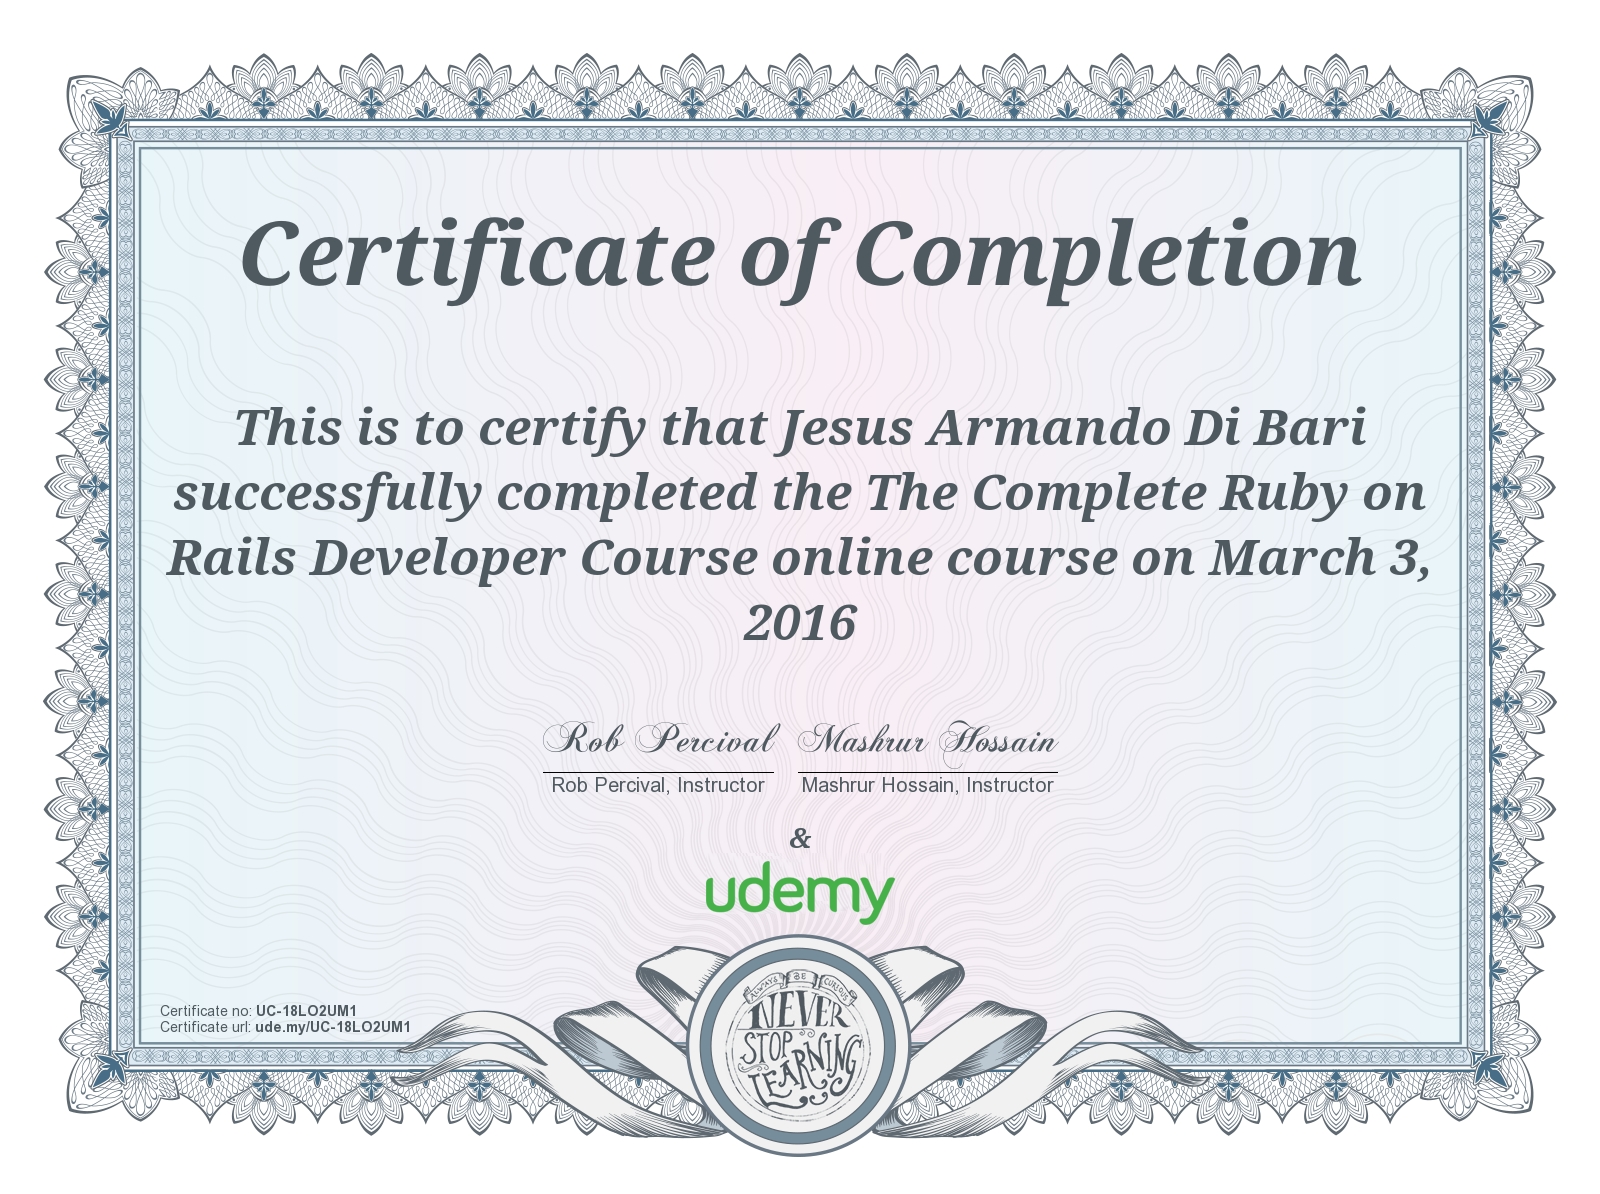 Certificate of Completion
This is to certify that Jesus Armando Di Bari
successfully completed the The Complete Ruby on
Rails Developer Course online course on March 3,
2016
Rob Percival Mashrur Hossain
Rob Percival, Instructor Mashrur Hossain, Instructor
&
udemy
Certificate no: UC-18LO2UM1
Certificate url: ude.my/UC-18LO2UM1
ALWAYS BE CURIOUS
NEVER
STOP
LEARNING